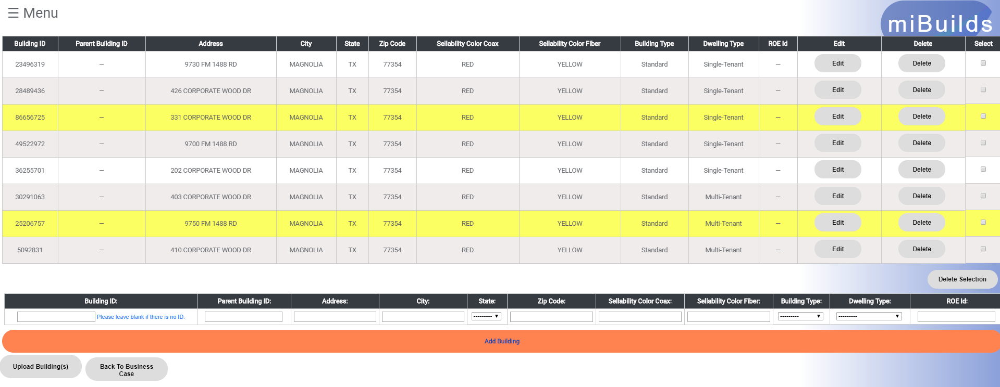 ☰ Menu
miBuilds
Building ID Parent Building ID Address City State Zip Code Sellability Color Coax Sellability Color Fiber Building Type Dwelling Type ROE Id Edit Delete Select
23496319 — 9730 FM 1488 RD MAGNOLIA TX 77354 RED YELLOW Standard Single-Tenant — Edit Delete
28489436 — 426 CORPORATE WOOD DR MAGNOLIA TX 77354 RED YELLOW Standard Single-Tenant — Edit Delete
86656725 — 331 CORPORATE WOOD DR MAGNOLIA TX 77354 RED YELLOW Standard Single-Tenant — Edit Delete
49522972 — 9700 FM 1488 RD MAGNOLIA TX 77354 RED YELLOW Standard Single-Tenant — Edit Delete
36255701 — 202 CORPORATE WOOD DR MAGNOLIA TX 77354 RED YELLOW Standard Single-Tenant — Edit Delete
30291063 — 403 CORPORATE WOOD DR MAGNOLIA TX 77354 RED YELLOW Standard Multi-Tenant — Edit Delete
25206757 — 9750 FM 1488 RD MAGNOLIA TX 77354 RED YELLOW Standard Multi-Tenant — Edit Delete
5092831 — 410 CORPORATE WOOD DR MAGNOLIA TX 77354 RED YELLOW Standard Multi-Tenant — Edit Delete
Delete Selection
Building ID: Parent Building ID: Address: City: State: Zip Code: Sellability Color Coax: Sellability Color Fiber: Building Type: Dwelling Type: ROE Id:
Please leave blank if there is no ID. --------- --------- ---------
Add Building
Upload Building(s)
Back To Business
Case